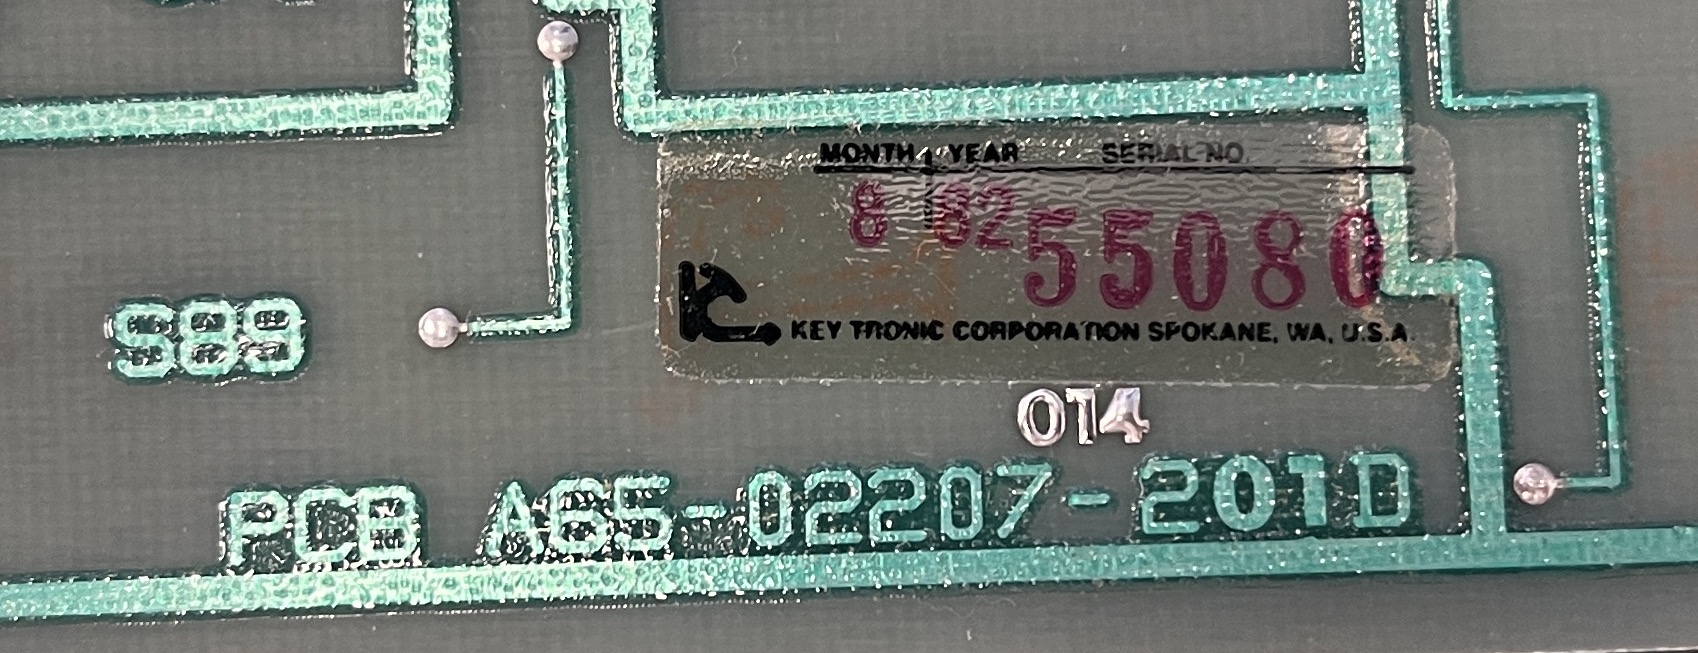 MONTH YEAR SERIAL NO.
8 82 55080
KEY TRONIC CORPORATION SPOKANE, WA, U.S.A.
S89
014
PCB A65-02207-201D